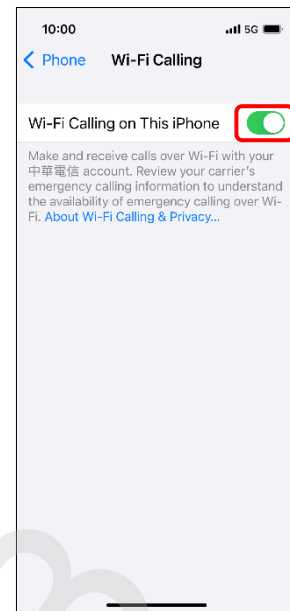 10:00 5G
Phone Wi-Fi Calling
Wi-Fi Calling on This iPhone
Make and receive calls over Wi-Fi with your
中華電信 account. Review your carrier's
emergency calling information to understand
the availability of emergency calling over Wi-
Fi. About Wi-Fi Calling & Privacy...